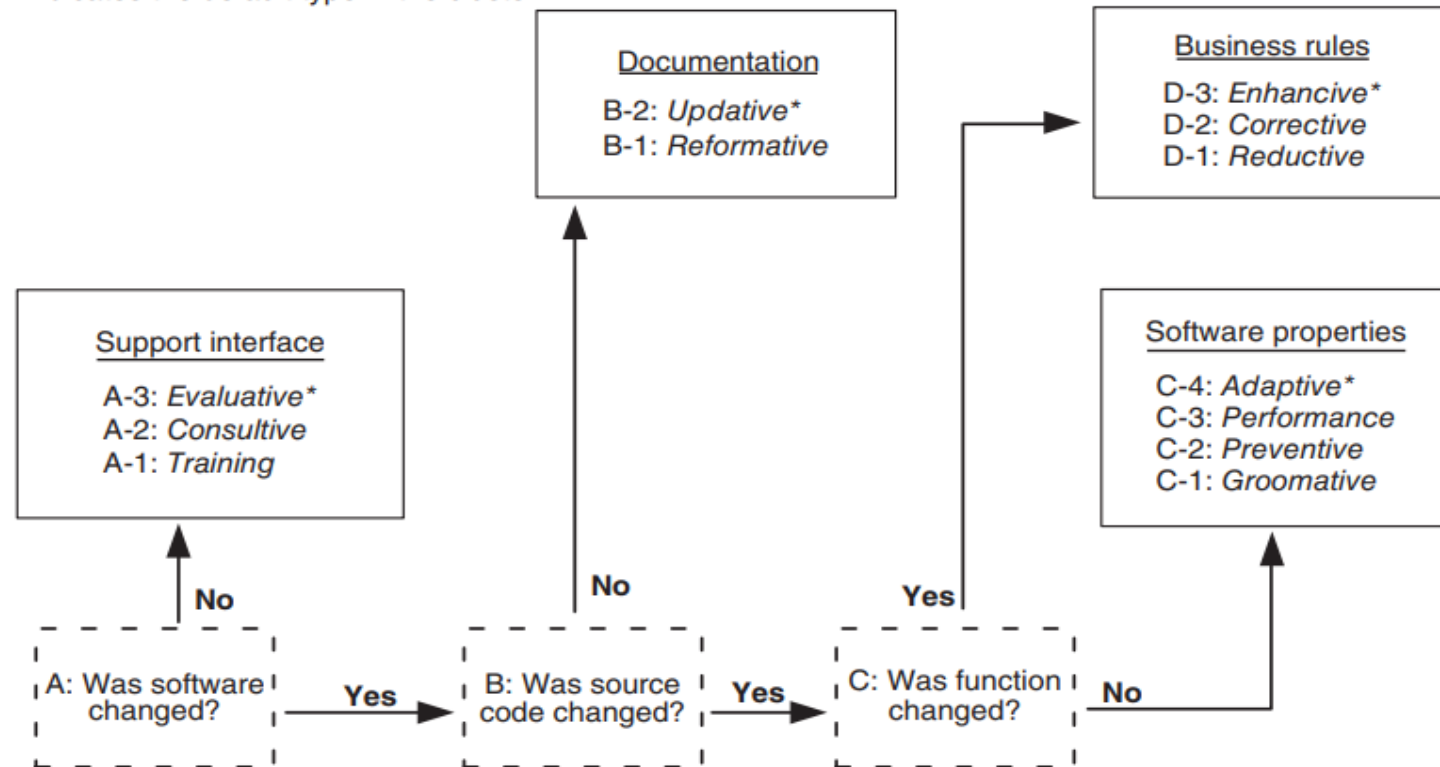 Documentation
B-2: Updative*
B-1: Reformative
Business rules
D-3: Enhancive*
D-2: Corrective
D-1: Reductive
Support interface
A-3: Evaluative*
A-2: Consultive
A-1: Training
Software properties
C-4: Adaptive*
C-3: Performance
C-2: Preventive
C-1: Groomative
No
No
Yes
A: Was software
changed?
Yes
B: Was source
code changed?
Yes
C: Was function
changed?
No